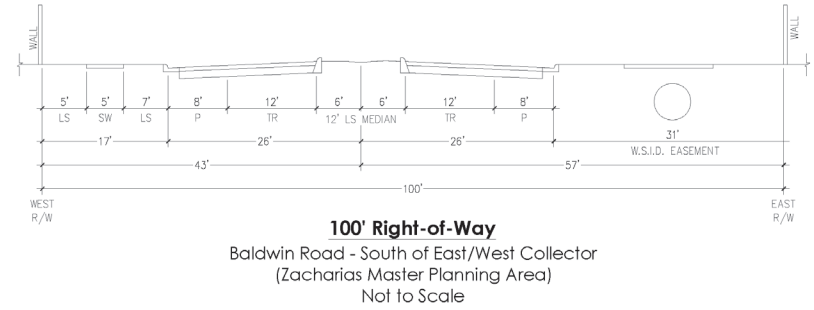 WALL WALL
5' 5' 7' 8' 12' 6' 6' 12' 8'
LS SW LS P TR 12' LS MEDIAN TR P
31'
W.S.I.D. EASEMENT
17' 26' 26'
43' 57'
100'
WEST EAST
R/W R/W
100' Right-of-Way
Baldwin Road - South of East/West Collector
(Zacharias Master Planning Area)
Not to Scale